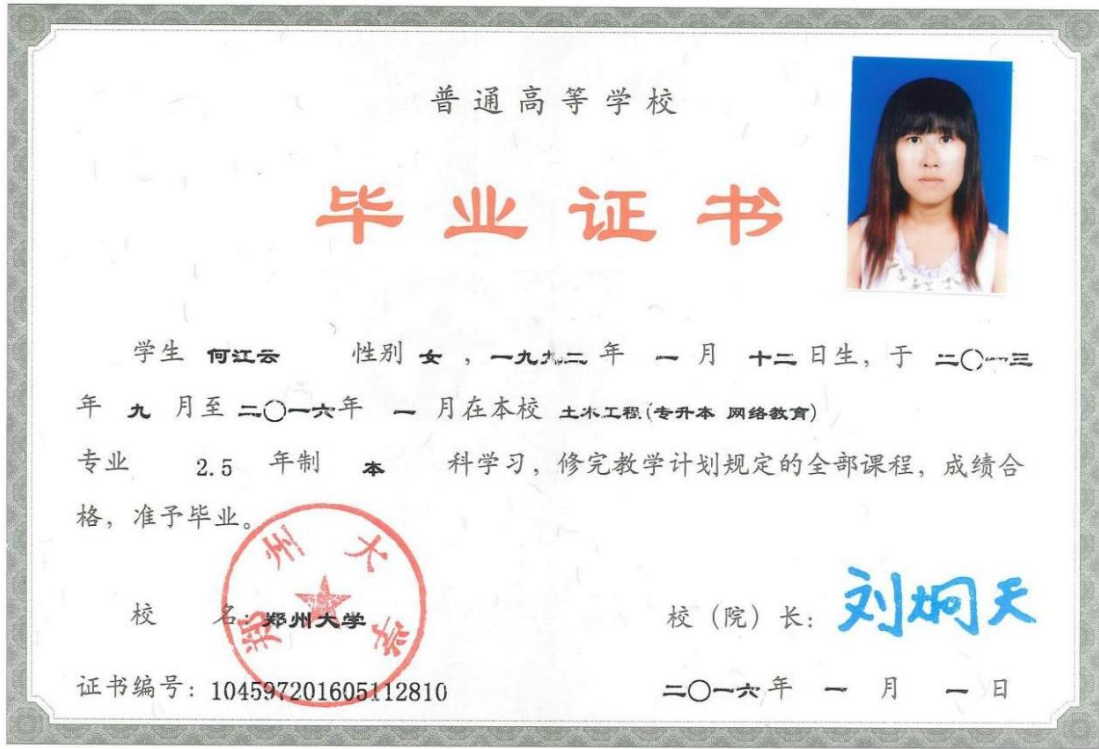 普通高等学校
毕业证书
学生 何江云 性别 女 ，一九九二 年 一 月 十二 日生，于 二〇一三
年 九 月至 二〇一六年 一 月在本校 土木工程(专升本 网络教育)
专业 2.5 年制 本 科学习，修完教学计划规定的全部课程，成绩合
格，准予毕业。
郑州大学
校 名：郑州大学 校（院）长：刘炯天
证书编号：104597201605112810 二〇一六年 一 月 一 日